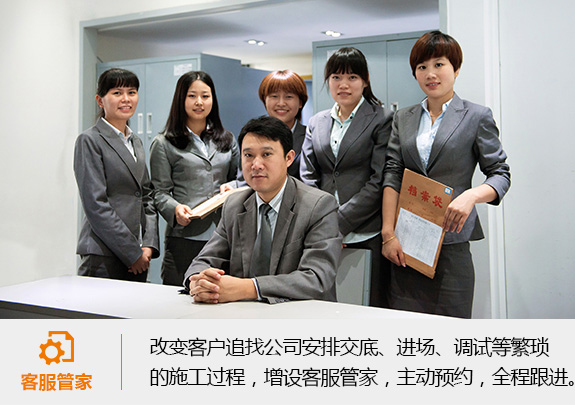 档案袋
客服管家
改变客户追找公司安排交底、进场、调试等繁琐
的施工过程，增设客服管家，主动预约，全程跟进。